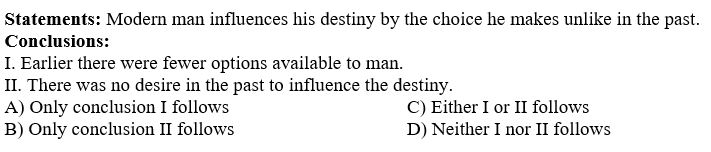 Statements: Modern man influences his destiny by the choice he makes unlike in the past.
Conclusions:
I. Earlier there were fewer options available to man.
II. There was no desire in the past to influence the destiny.
A) Only conclusion I follows C) Either I or II follows
B) Only conclusion II follows D) Neither I nor II follows